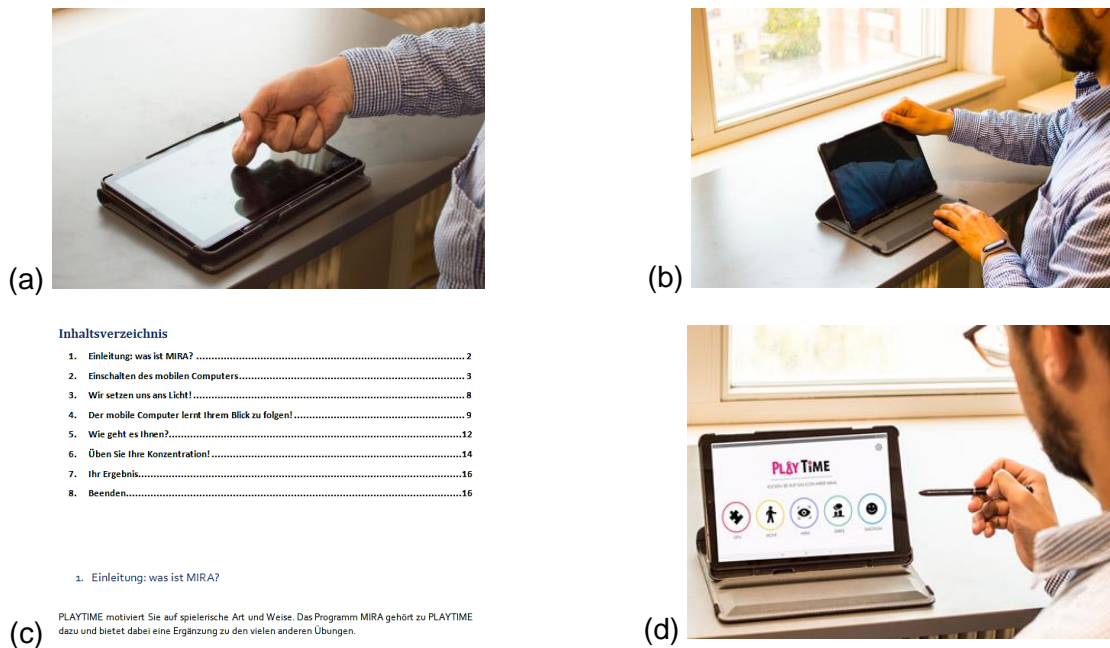 (a)
(b)
Inhaltsverzeichnis
1. Einleitung: was ist MIRA? 2
2. Einschalten des mobilen Computers 3
3. Wir setzen uns ans Licht! 8
4. Der mobile Computer lernt Ihrem Blick zu folgen! 9
5. Wie geht es Ihnen? 12
6. Üben Sie Ihre Konzentration! 14
7. Ihr Ergebnis 16
8. Beenden 16
1. Einleitung: was ist MIRA?
PLAYTIME motiviert Sie auf spielerische Art und Weise. Das Programm MIRA gehört zu PLAYTIME
dazu und bietet dabei eine Ergänzung zu den vielen anderen Übungen.
(c)
PLAYTIME
MOVE
MIRA
(d)